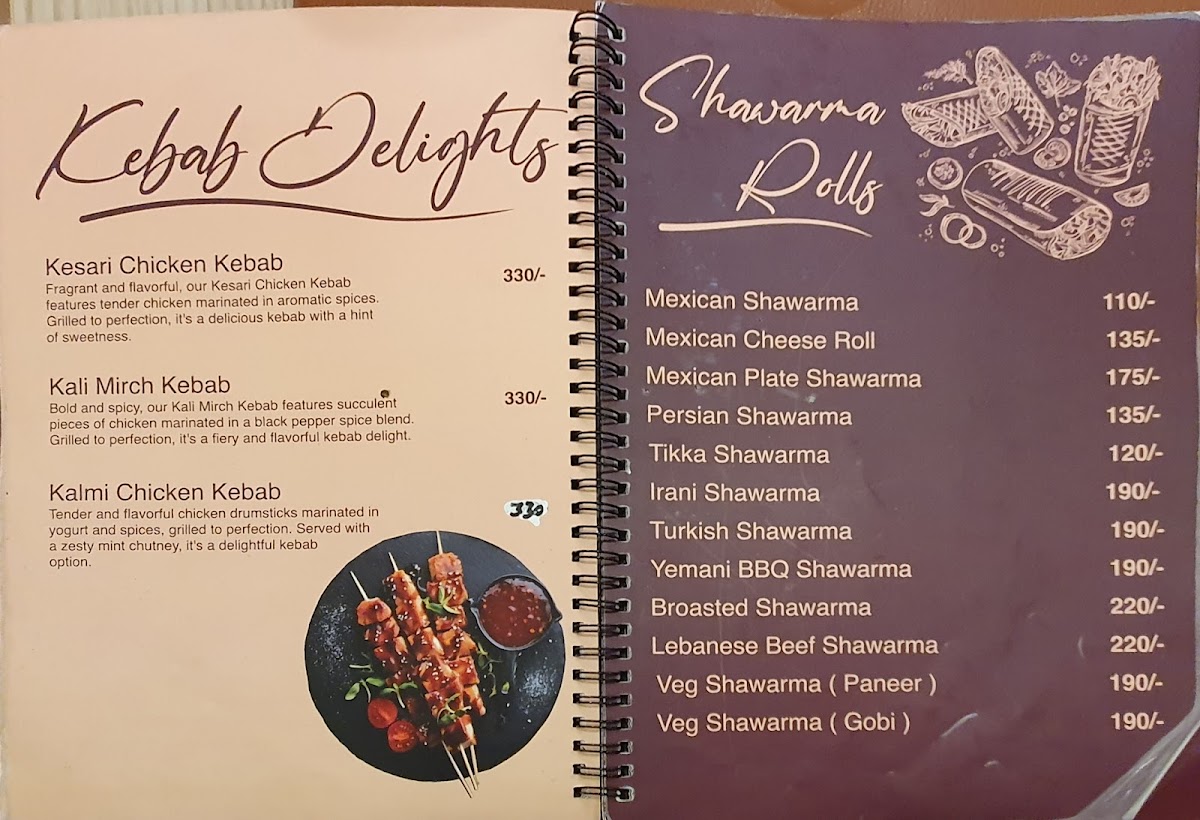 Kebab Delights
Kesari Chicken Kebab
Fragrant and flavorful, our Kesari Chicken Kebab
features tender chicken marinated in aromatic spices.
Grilled to perfection, it's a delicious kebab with a hint
of sweetness.
330/-
Kali Mirch Kebab
Bold and spicy, our Kali Mirch Kebab features succulent
pieces of chicken marinated in a black pepper spice blend.
Grilled to perfection, it's a fiery and flavorful kebab delight.
330/-
Kalmi Chicken Kebab
Tender and flavorful chicken drumsticks marinated in
yogurt and spices, grilled to perfection. Served with
a zesty mint chutney, it's a delightful kebab
option.
330
Shawarma
Rolls
Mexican Shawarma 110/-
Mexican Cheese Roll 135/-
Mexican Plate Shawarma 175/-
Persian Shawarma 135/-
Tikka Shawarma 120/-
Irani Shawarma 190/-
Turkish Shawarma 190/-
Yemani BBQ Shawarma 190/-
Broasted Shawarma 220/-
Lebanese Beef Shawarma 220/-
Veg Shawarma ( Paneer ) 190/-
Veg Shawarma ( Gobi ) 190/-